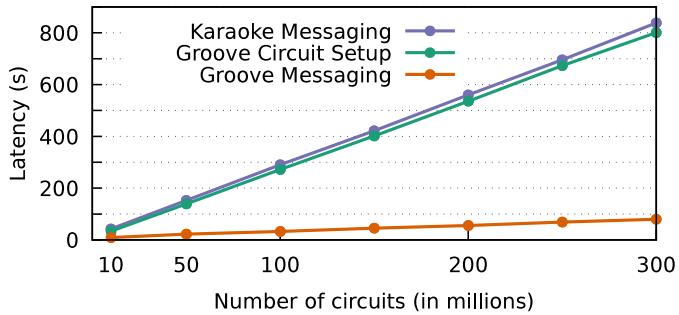 Karaoke Messaging
Groove Circuit Setup
Groove Messaging
Latency (s)
800
600
400
200
0
10 50 100 200 300
Number of circuits (in millions)